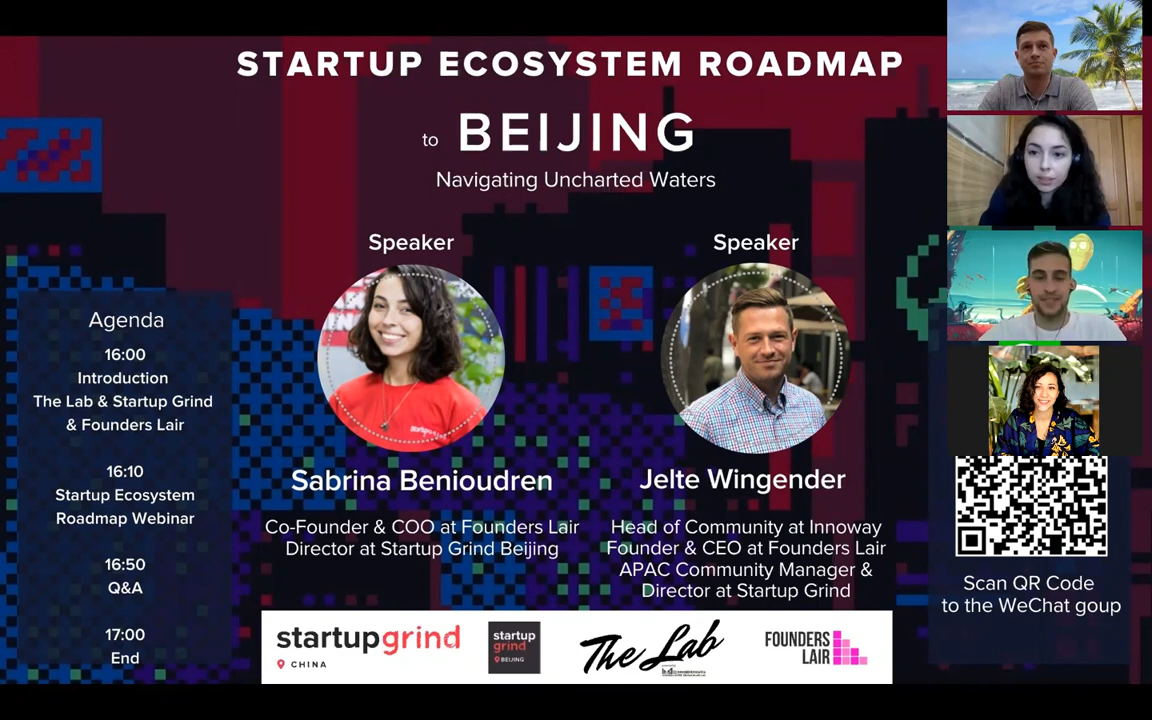 STARTUP ECOSYSTEM ROADMAP
to BEIJING
Navigating Uncharted Waters
Agenda
16:00
Introduction
The Lab & Startup Grind
& Founders Lair
16:10
Startup Ecosystem
Roadmap Webinar
16:50
Q&A
17:00
End
Speaker
Sabrina Benioudren
Co-Founder & COO at Founders Lair
Director at Startup Grind Beijing
Speaker
Jelte Wingender
Head of Community at Innoway
Founder & CEO at Founders Lair
APAC Community Manager &
Director at Startup Grind
Scan QR Code
to the WeChat goup
startupgrind
CHINA
startup
grind
BEIJING
The Lab
FOUNDERS
LAIR